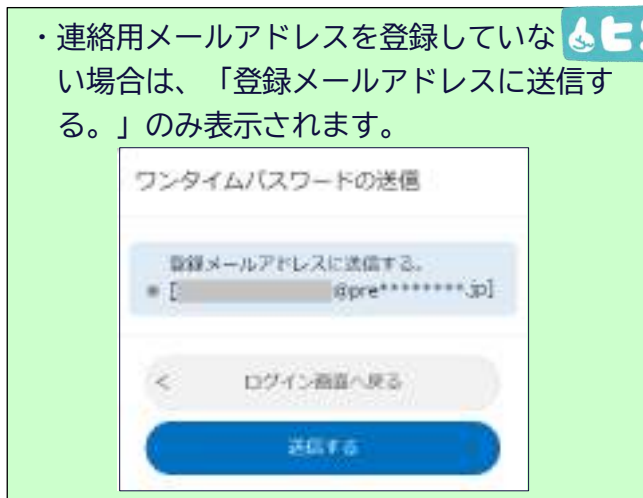 ・連絡用メールアドレスを登録していな
ヒン
い場合は、「登録メールアドレスに送信す
る。」のみ表示されます。
ワンタイムパスワードの送信
登録メールアドレスに送信する。
[@pre********.jp]
< ログイン画面へ戻る
送信する